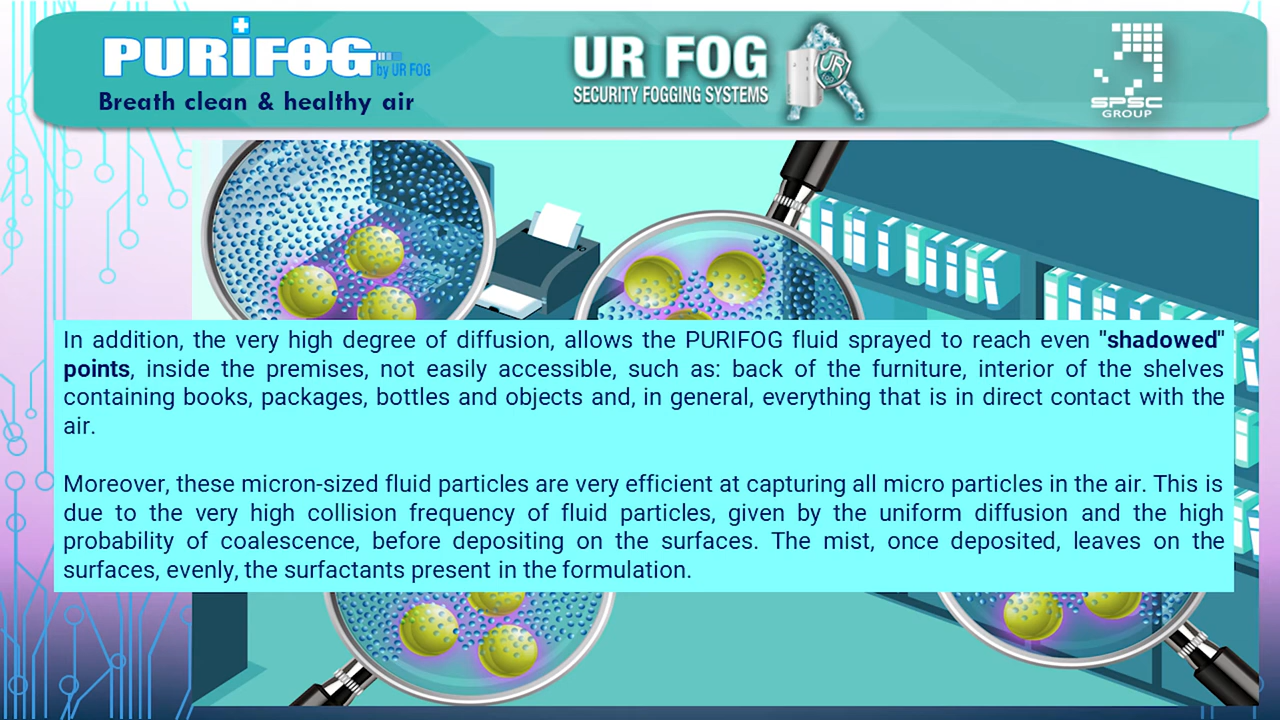 PURIFOG
by UR FOG
Breath clean & healthy air
UR FOG
SECURITY FOGGING SYSTEMS
UR
FOG
SPSC
GROUP
In addition, the very high degree of diffusion, allows the PURIFOG fluid sprayed to reach even "shadowed"
points, inside the premises, not easily accessible, such as: back of the furniture, interior of the shelves
containing books, packages, bottles and objects and, in general, everything that is in direct contact with the
air.
Moreover, these micron-sized fluid particles are very efficient at capturing all micro particles in the air. This is
due to the very high collision frequency of fluid particles, given by the uniform diffusion and the high
probability of coalescence, before depositing on the surfaces. The mist, once deposited, leaves on the
surfaces, evenly, the surfactants present in the formulation.